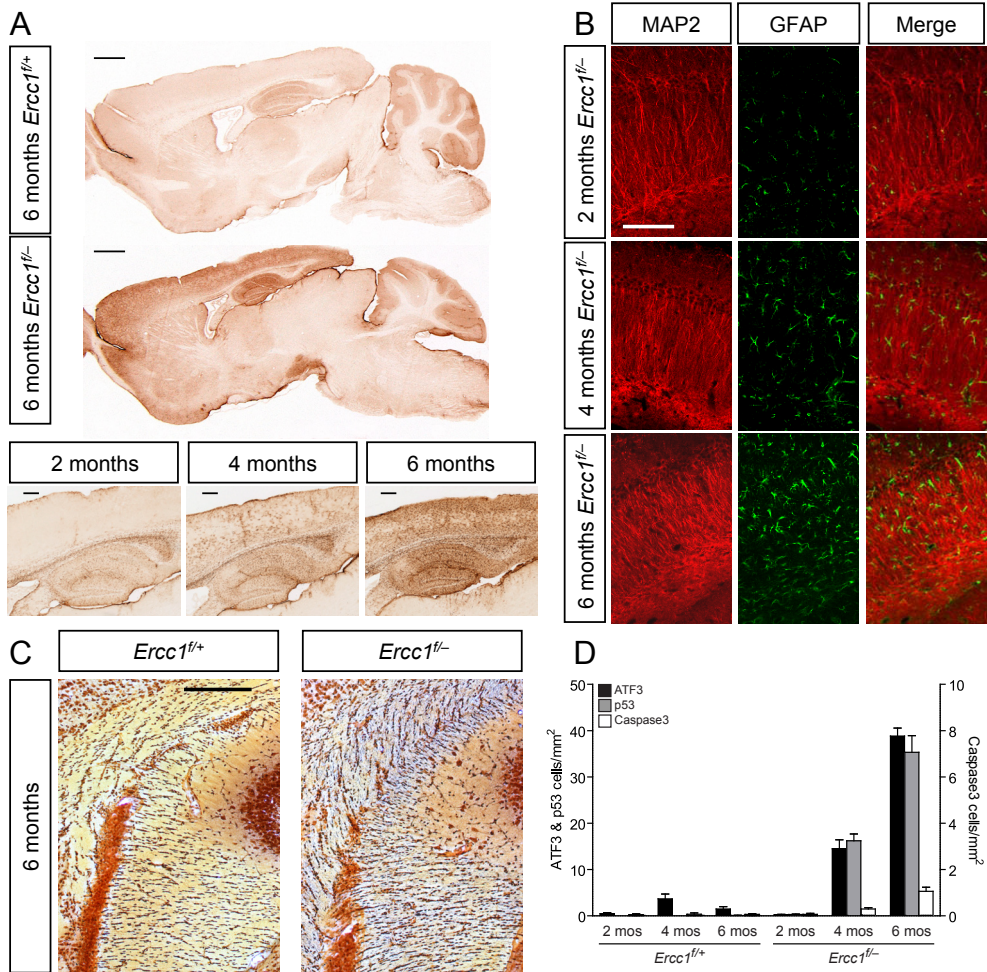 A
6 months Ercc1f/+
6 months Ercc1f/–
2 months
4 months
6 months
B
MAP2
GFAP
Merge
2 months Ercc1f/–
4 months Ercc1f/–
6 months Ercc1f/–
C
Ercc1f/+
Ercc1f/–
6 months
D
ATF3
p53
Caspase3
ATF3 & p53 cells/mm2
50
40
30
20
10
0
Caspase3 cells/mm2
10
8
6
4
2
0
2 mos
4 mos
6 mos
2 mos
4 mos
6 mos
Ercc1f/+
Ercc1f/–